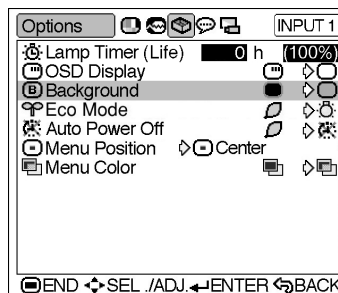 Options INPUT 1
Lamp Timer (Life) 0 h (100%)
OSD Display
B Background
Eco Mode
Auto Power Off
Menu Position Center
Menu Color
END SEL./ADJ. ENTER BACK